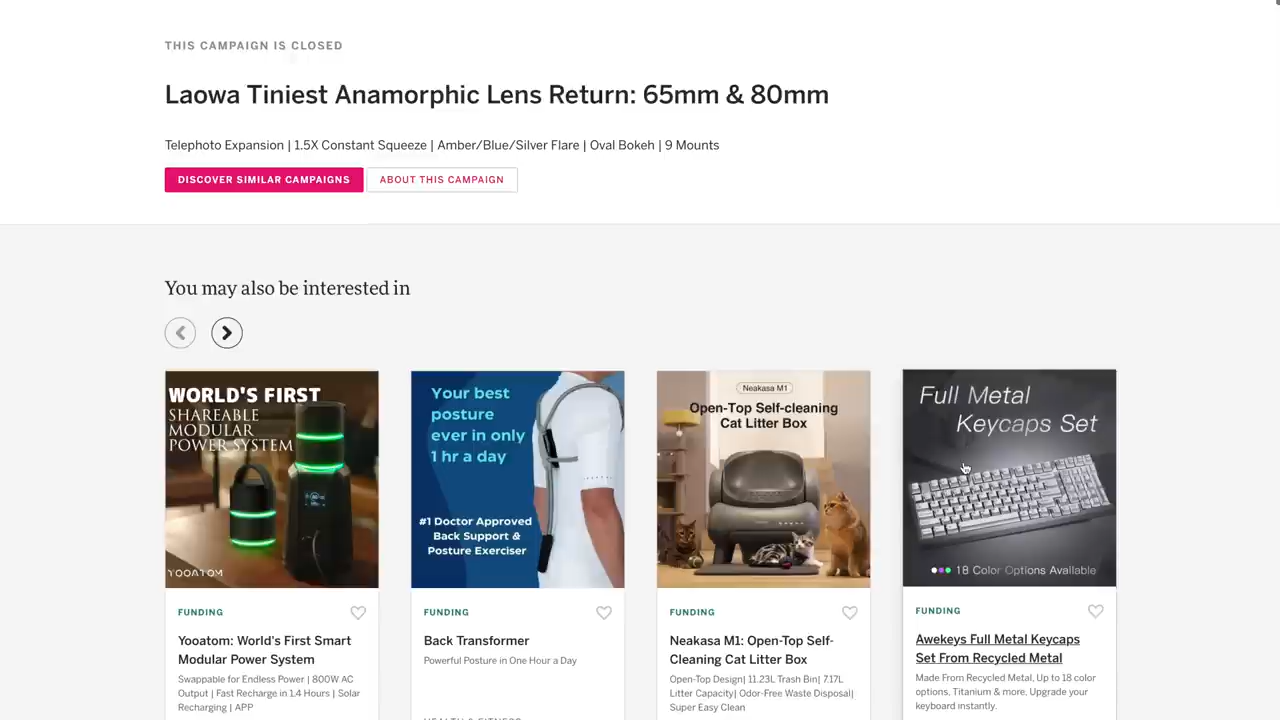 THIS CAMPAIGN IS CLOSED
Laowa Tiniest Anamorphic Lens Return: 65mm & 80mm
Telephoto Expansion | 1.5X Constant Squeeze | Amber/Blue/Silver Flare | Oval Bokeh | 9 Mounts
DISCOVER SIMILAR CAMPAIGNS
ABOUT THIS CAMPAIGN
You may also be interested in
WORLD'S FIRST
SHAREABLE
MODULAR
POWER SYSTEM
YOOATOM
FUNDING
Yooatom: World's First Smart
Modular Power System
Swappable for Endless Power | 800W AC
Output | Fast Recharge in 1.4 Hours | Solar
Recharging | APP
Your best
posture
ever in only
1 hr a day
#1 Doctor Approved
Back Support &
Posture Exerciser
FUNDING
Back Transformer
Powerful Posture in One Hour a Day
HEALTH & FITNESS
Neakasa M1
Open-Top Self-cleaning
Cat Litter Box
FUNDING
Neakasa M1: Open-Top Self-
Cleaning Cat Litter Box
Open-Top Design| 11.23L Trash Bin| 7.17L
Litter Capacity| Odor-Free Waste Disposal|
Super Easy Clean
Full Metal
Keycaps Set
18 Color Options Available
FUNDING
Awekeys Full Metal Keycaps
Set From Recycled Metal
Made From Recycled Metal, Up to 18 color
options, Titanium & more. Upgrade your
keyboard instantly.